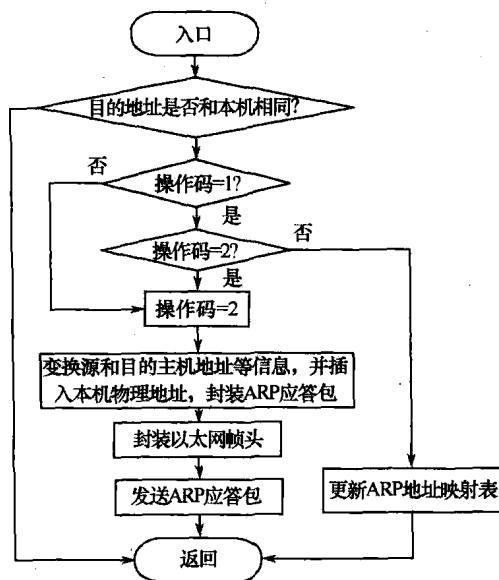 入口
目的地址是否和本机相同?
否
操作码=1?
是
操作码=2?
否
是
操作码=2
变换源和目的主机地址等信息，并插
入本机物理地址，封装ARP应答包
封装以太网帧头
发送ARP应答包
更新ARP地址映射表
返回